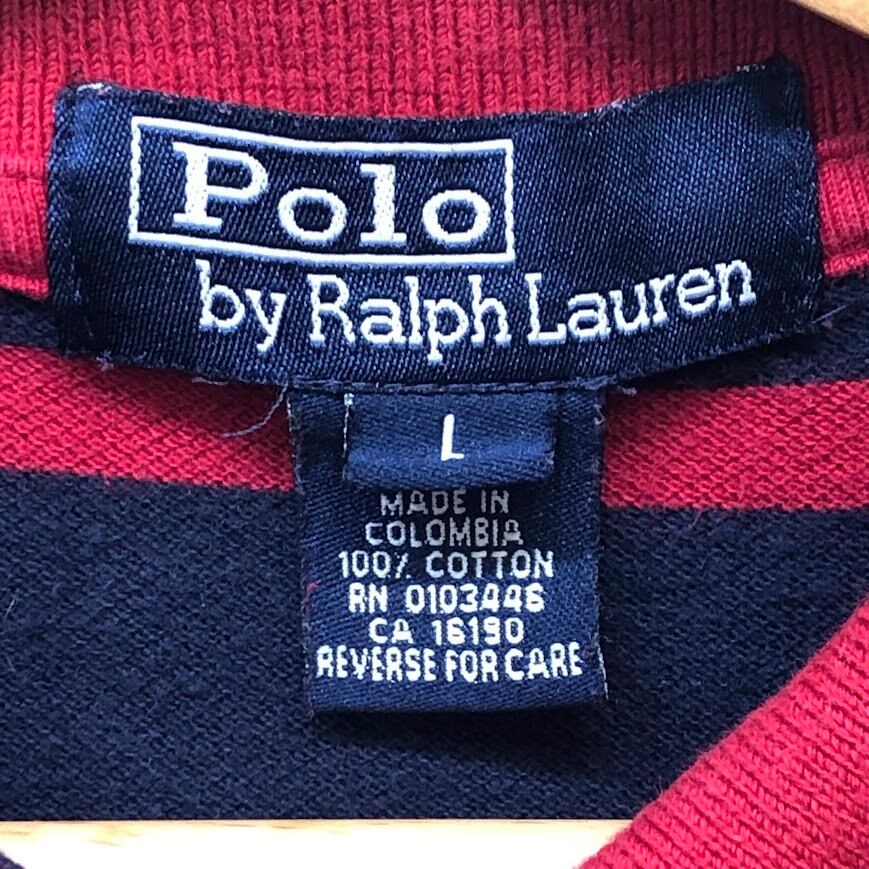 Polo
by Ralph Lauren
L
MADE IN
COLOMBIA
100% COTTON
RN 0103446
CA 16190
REVERSE FOR CARE